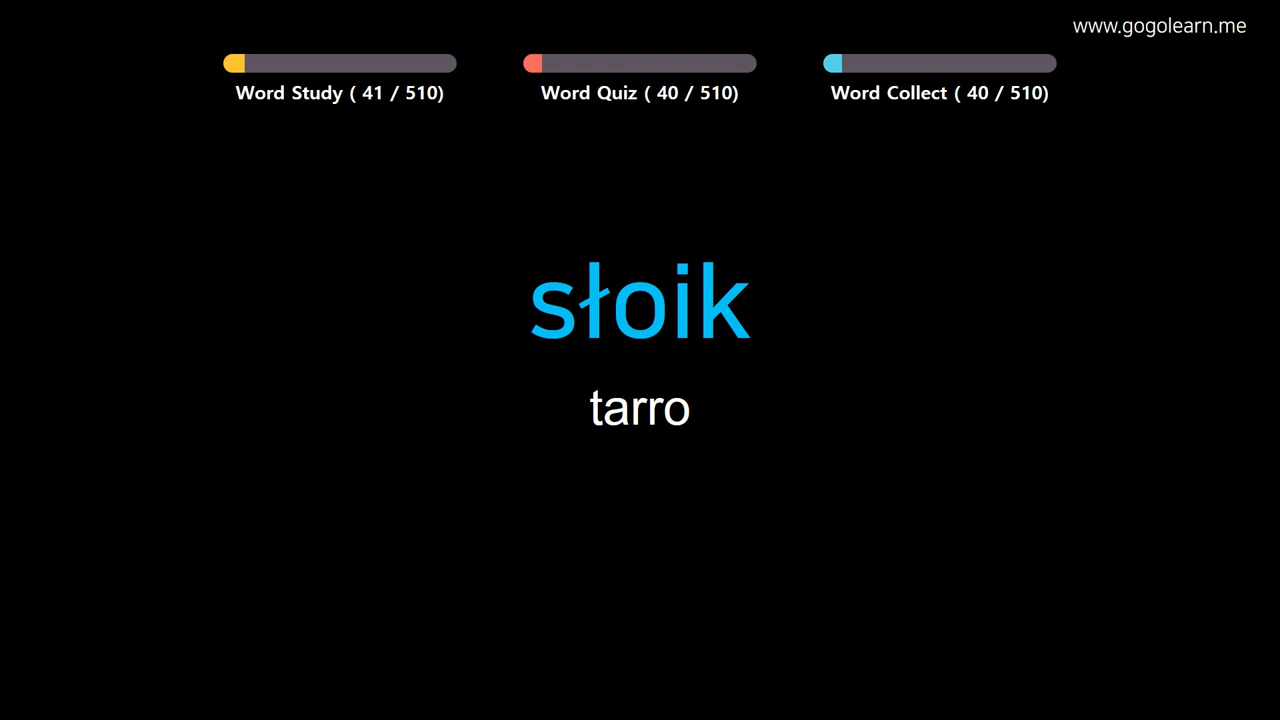 www.gogolearn.me
Word Study ( 41 / 510)
Word Quiz ( 40 / 510)
Word Collect ( 40 / 510)
słoik
tarro